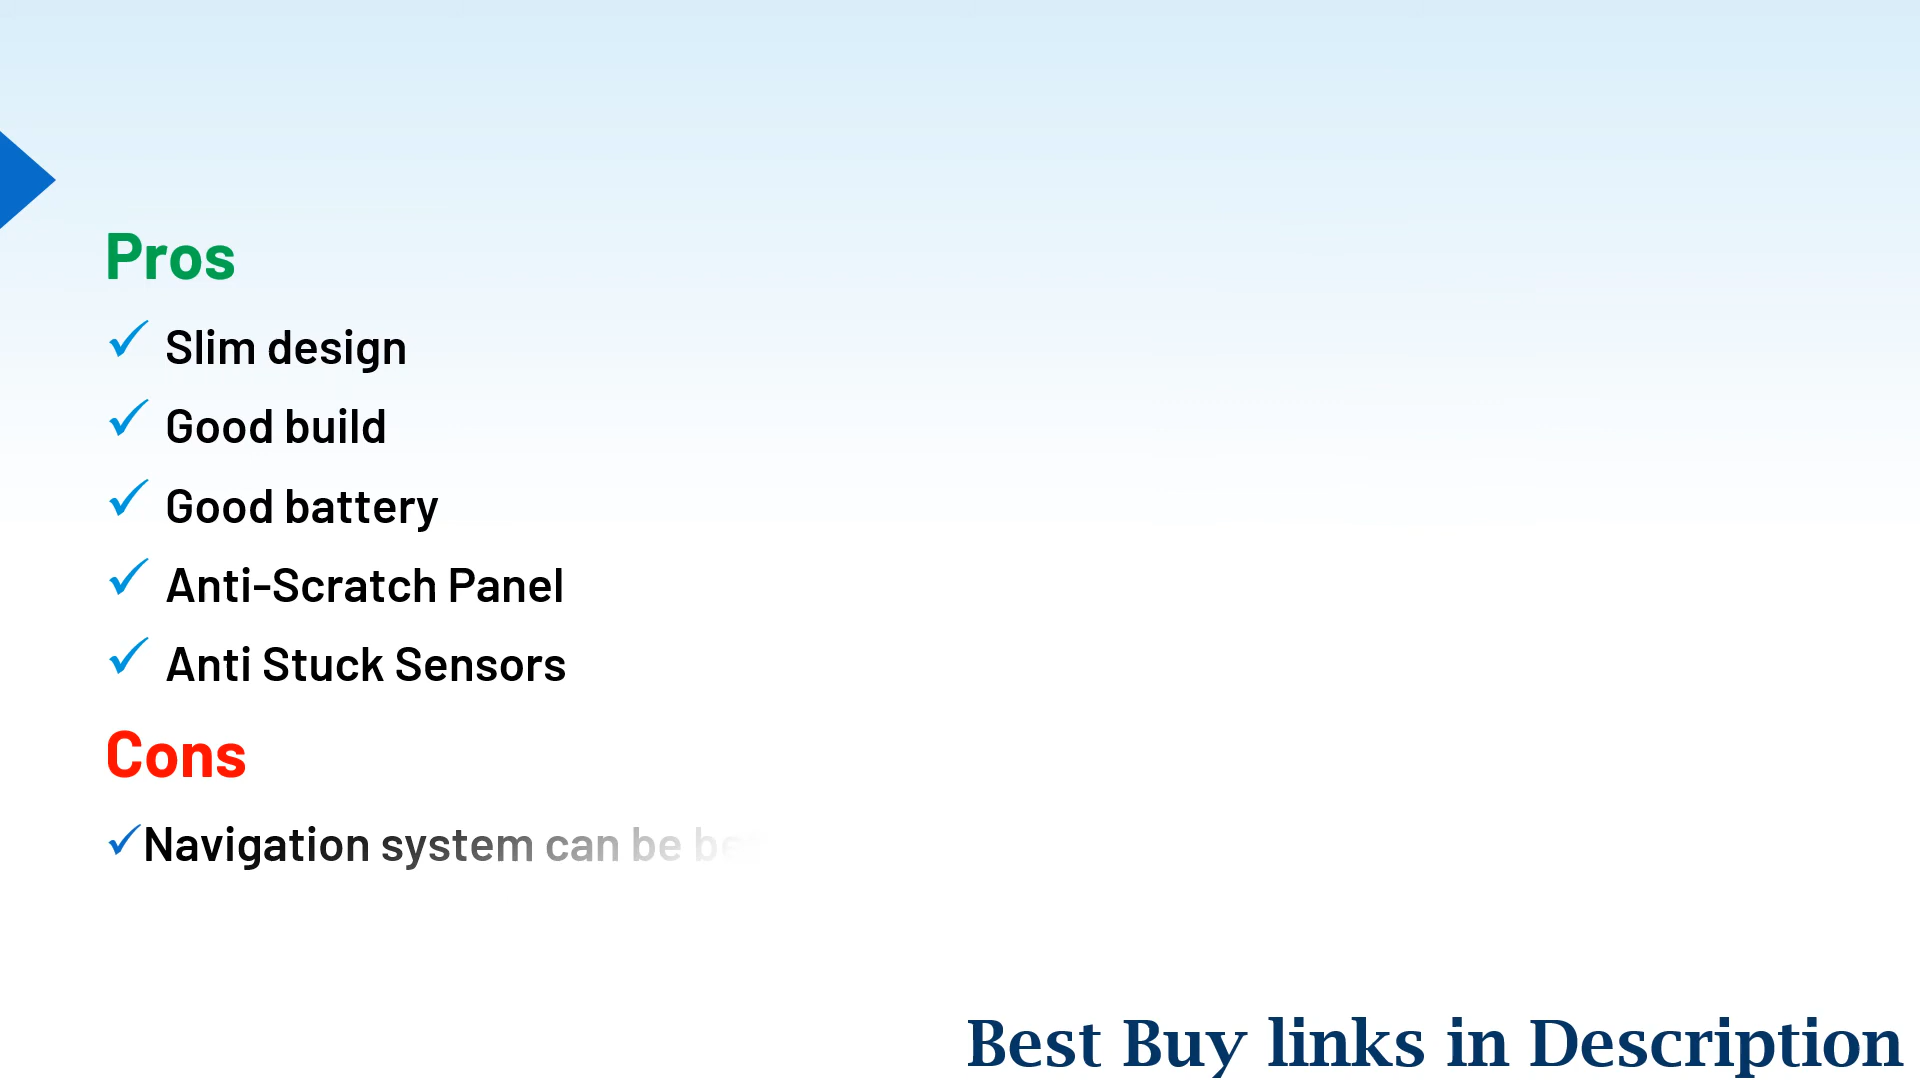 Pros
Slim design
Good build
Good battery
Anti-Scratch Panel
Anti Stuck Sensors
Cons
Navigation system can be
Best Buy links in Description